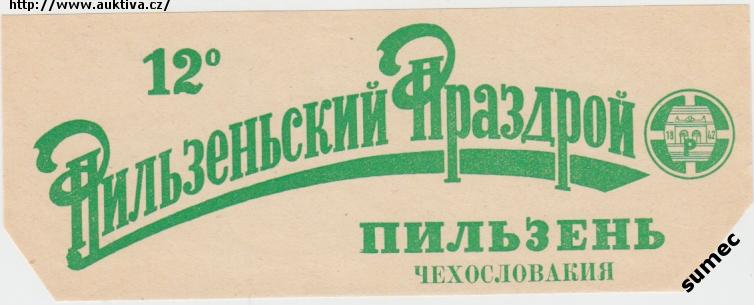 http://www.auktiva.cz/
12°
Пильзеньский Праздрой
18 42
P
ПИЛЬЗЕНЬ
ЧЕХОСЛОВАКИЯ
sumec